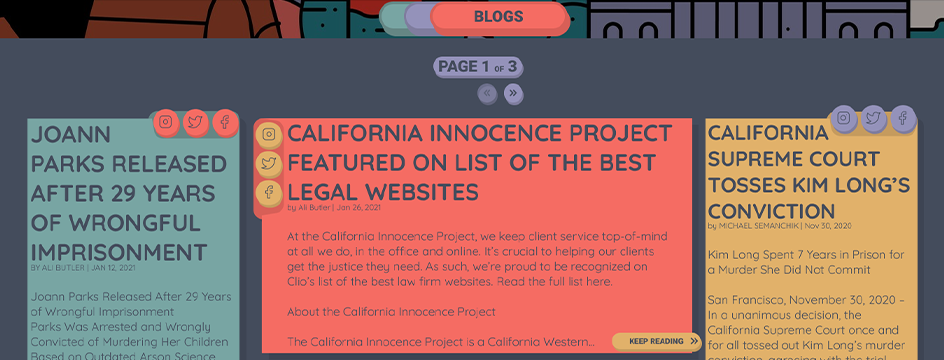 BLOGS
PAGE 1 OF 3
« »
JOANN
PARKS RELEASED
AFTER 29 YEARS
OF WRONGFUL
IMPRISONMENT
BY ALI BUTLER | JAN 12, 2021
Joann Parks Released After 29 Years
of Wrongful Imprisonment
Parks Was Arrested and Wrongly
Convicted of Murdering Her Children
Based on Outdated Arson Science
CALIFORNIA INNOCENCE PROJECT
FEATURED ON LIST OF THE BEST
LEGAL WEBSITES
by Ali Butler | Jan 26, 2021
At the California Innocence Project, we keep client service top-of-mind
at all we do, in the office and online. It's crucial to helping our clients
get the justice they need. As such, we're proud to be recognized on
Clio's list of the best law firm websites. Read the full list here.
About the California Innocence Project
The California Innocence Project is a California Western...
KEEP READING »
CALIFORNIA
SUPREME COURT
TOSSES KIM LONG'S
CONVICTION
by MICHAEL SEMANCHIK | Nov 30, 2020
Kim Long Spent 7 Years in Prison for
a Murder She Did Not Commit
San Francisco, November 30, 2020 –
In a unanimous decision, the
California Supreme Court once and
for all tossed out Kim Long's murder
conviction, agreeing with the trial